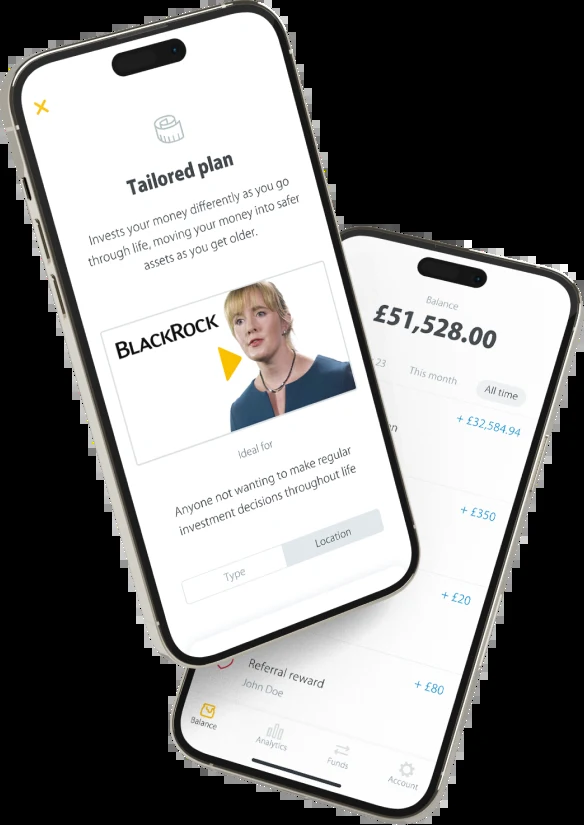 Tailored plan
Invests your money differently as you go
through life, moving your money into safer
assets as you get older.
BLACKROCK
Ideal for
Anyone not wanting to make regular
investment decisions throughout life
Type
Location
Balance
£51,528.00
23
This month
All time
+ £32,584.94
+ £350
+ £20
Referral reward
+ £80
John Doe
Balance
Analytics
Funds
Account